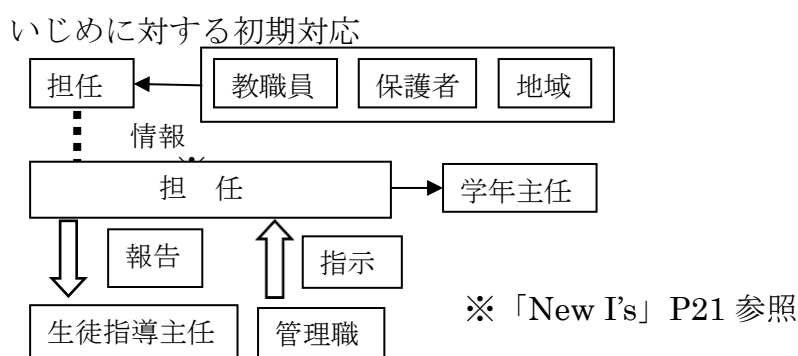 いじめに対する初期対応
担任
教職員
保護者
地域
情報
※
担　任
学年主任
報告
指示
※「New I's」P21 参照
生徒指導主任
管理職